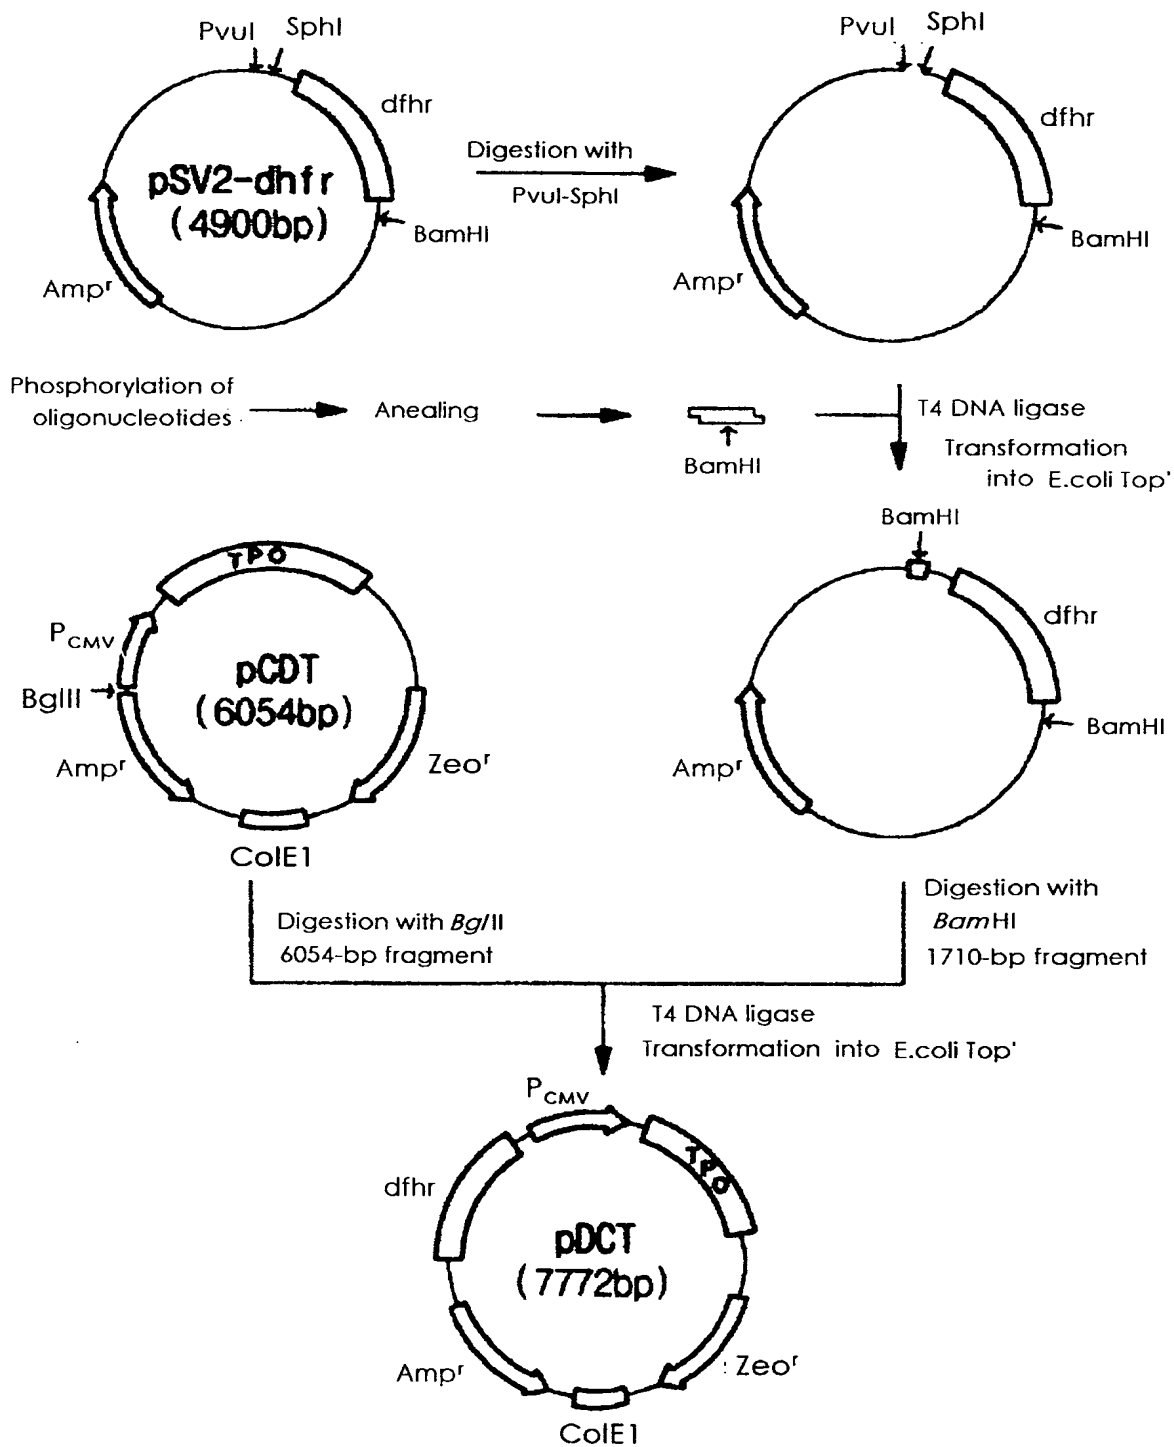 PvuI
SphI
dfhr
pSV2-dhfr
(4900bp)
BamHI
Ampʳ
Digestion with
PvuI-SphI
PvuI
SphI
dfhr
BamHI
Ampʳ
Phosphorylation of
oligonucleotides
Anealing
BamHI
T4 DNA ligase
Transformation
into E.coli Top'
TPO
PCMV
BglII
pCDT
(6054bp)
Ampʳ
Zeoʳ
ColE1
BamHI
dfhr
BamHI
Ampʳ
Digestion with BglII
6054-bp fragment
Digestion with
BamHI
1710-bp fragment
T4 DNA ligase
Transformation into E.coli Top'
PCMV
TPO
dfhr
pDCT
(7772bp)
Ampʳ
Zeoʳ
ColE1